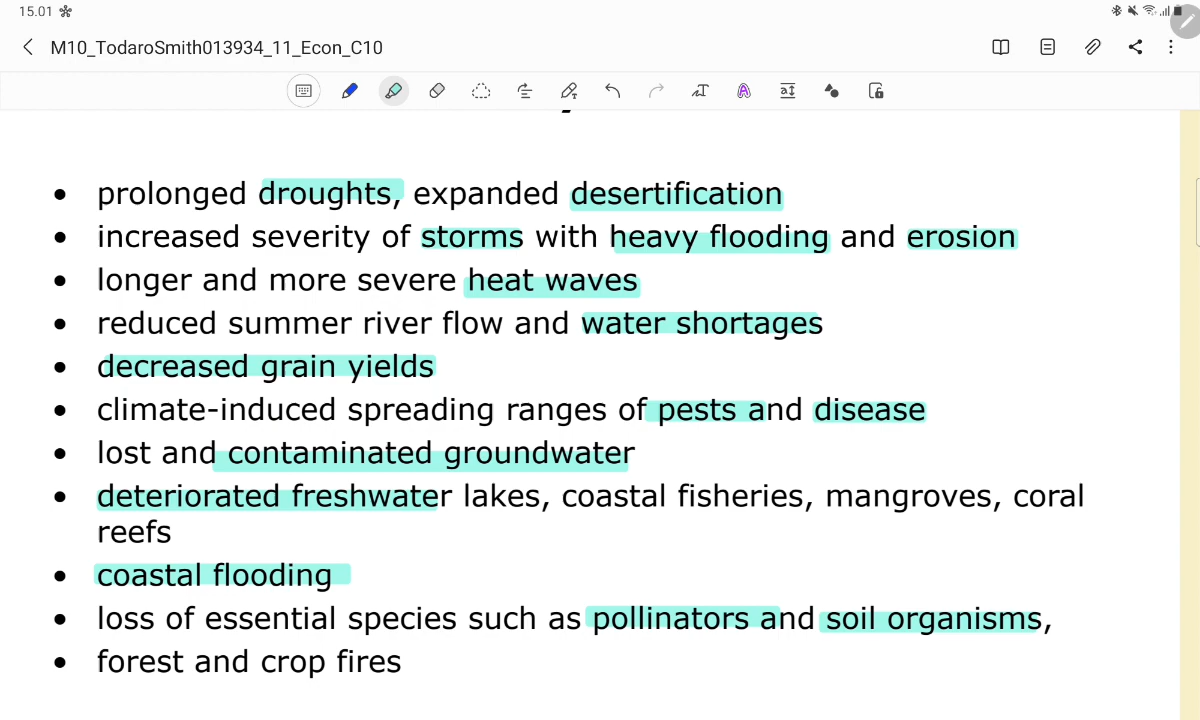 15.01
M10_TodaroSmith013934_11_Econ_C10
• prolonged droughts, expanded desertification
• increased severity of storms with heavy flooding and erosion
• longer and more severe heat waves
• reduced summer river flow and water shortages
• decreased grain yields
• climate-induced spreading ranges of pests and disease
• lost and contaminated groundwater
• deteriorated freshwater lakes, coastal fisheries, mangroves, coral
reefs
• coastal flooding
• loss of essential species such as pollinators and soil organisms,
• forest and crop fires